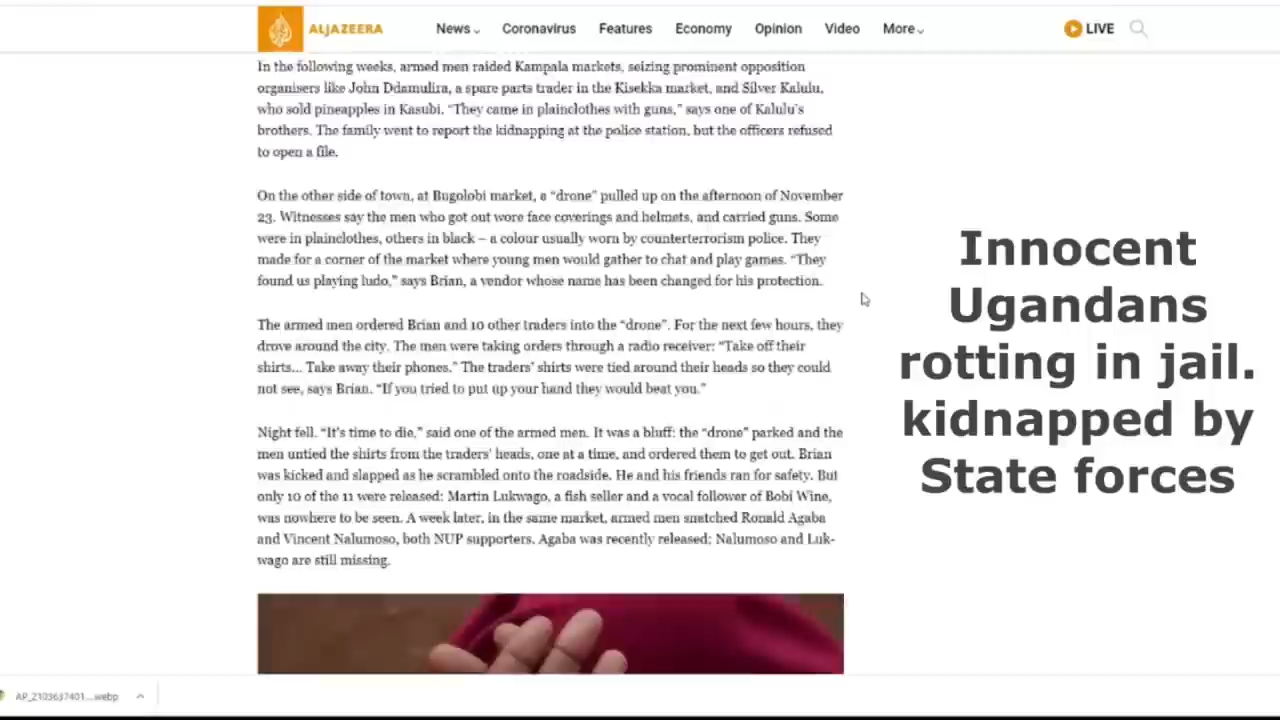 ALJAZEERA
News Coronavirus Features Economy Opinion Video More LIVE
In the following weeks, armed men raided Kampala markets, seizing prominent opposition
organisers like John Ddamulira, a spare parts trader in the Kisekka market, and Silver Kalulu,
who sold pineapples in Kasubi. “They came in plainclothes with guns,” says one of Kalulu’s
brothers. The family went to report the kidnapping at the police station, but the officers refused
to open a file.
On the other side of town, at Bugolobi market, a “drone” pulled up on the afternoon of November
23. Witnesses say the men who got out wore face coverings and helmets, and carried guns. Some
were in plainclothes, others in black – a colour usually worn by counterterrorism police. They
made for a corner of the market where young men would gather to chat and play games. “They
found us playing ludo,” says Brian, a vendor whose name has been changed for his protection.
The armed men ordered Brian and 10 other traders into the “drone”. For the next few hours, they
drove around the city. The men were taking orders through a radio receiver: “Take off their
shirts… Take away their phones.” The traders’ shirts were tied around their heads so they could
not see, says Brian. “If you tried to put up your hand they would beat you.”
Night fell. “It’s time to die,” said one of the armed men. It was a bluff: the “drone” parked and the
men untied the shirts from the traders’ heads, one at a time, and ordered them to get out. Brian
was kicked and slapped as he scrambled onto the roadside. He and his friends ran for safety. But
only 10 of the 11 were released: Martin Lukwago, a fish seller and a vocal follower of Bobi Wine,
was nowhere to be seen. A week later, in the same market, armed men snatched Ronald Agaba
and Vincent Nalumoso, both NUP supporters. Agaba was recently released; Nalumoso and Luk-
wago are still missing.
Innocent
Ugandans
rotting in jail.
kidnapped by
State forces
AP_2103637401....webp